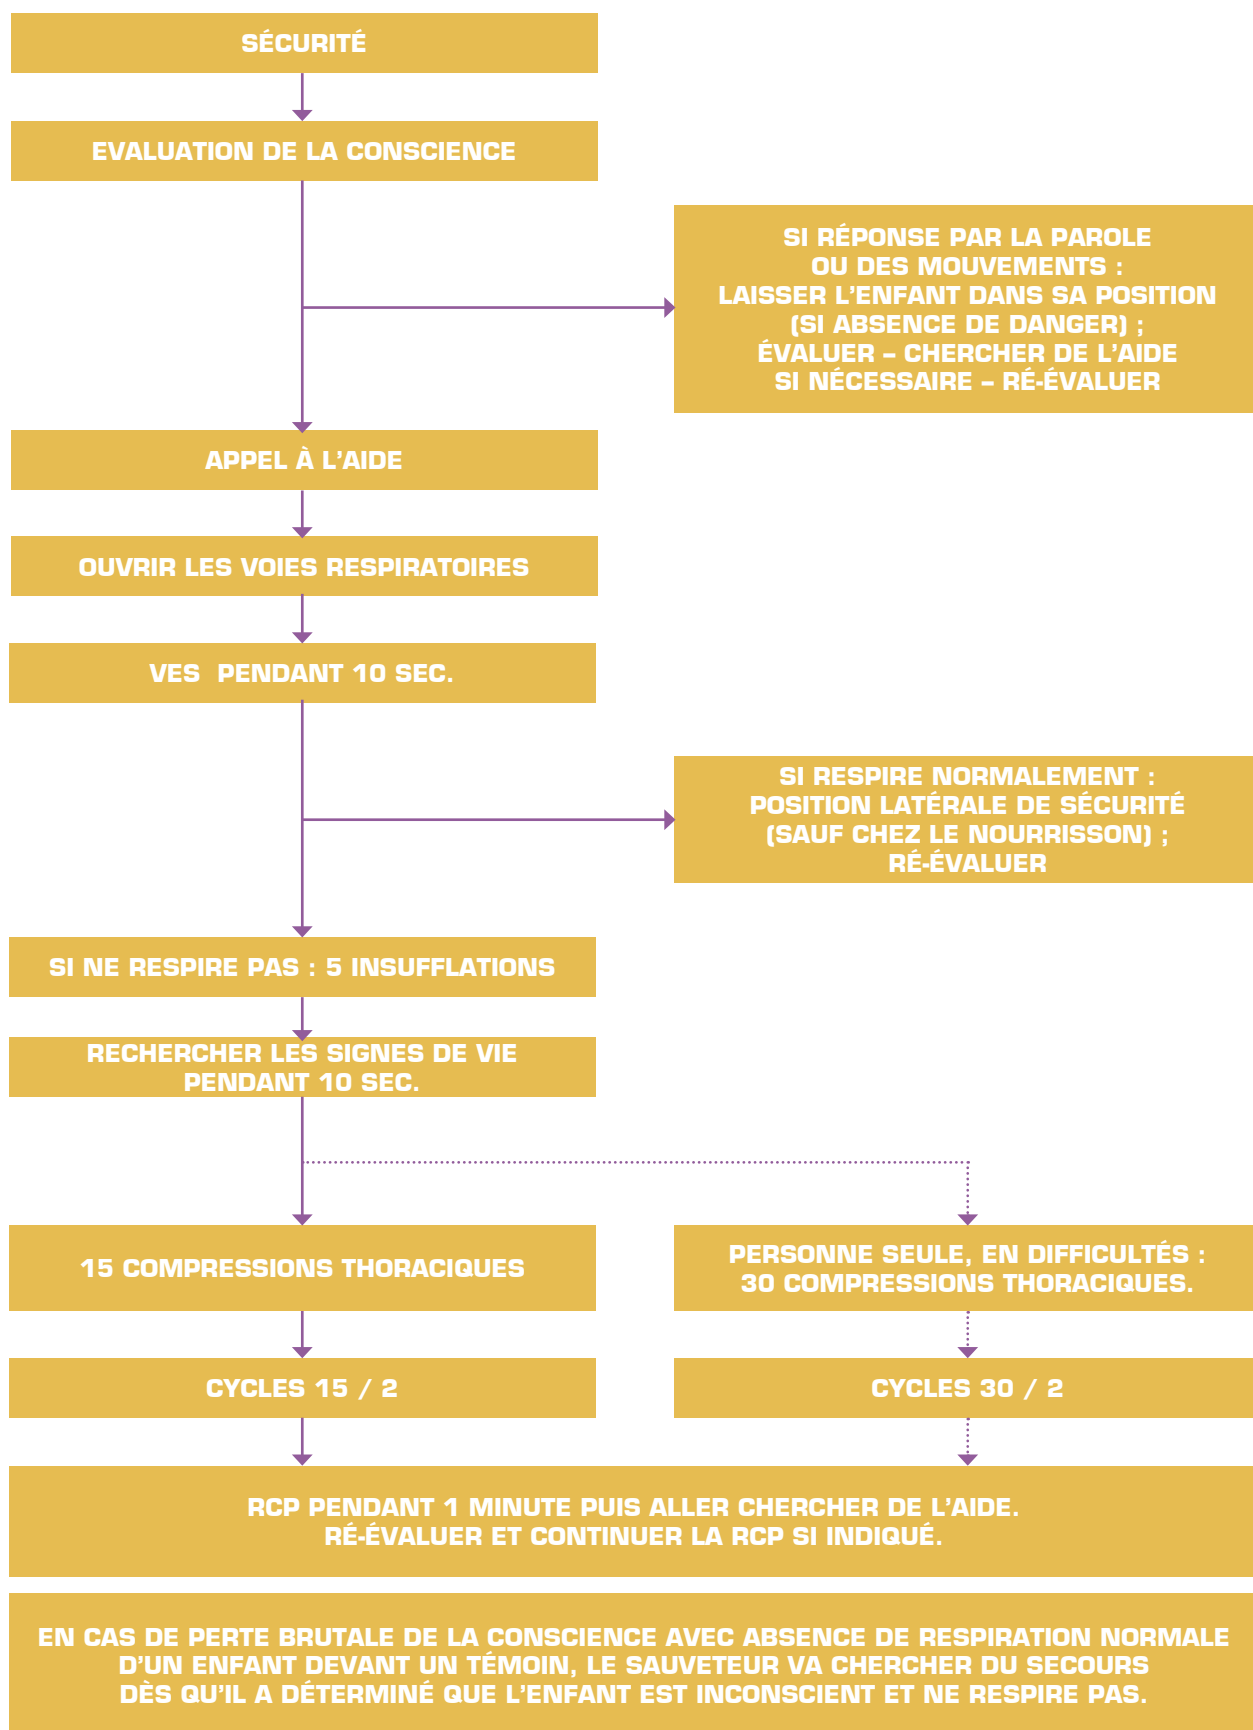 SÉCURITÉ
EVALUATION DE LA CONSCIENCE
SI RÉPONSE PAR LA PAROLE
OU DES MOUVEMENTS :
LAISSER L’ENFANT DANS SA POSITION
(SI ABSENCE DE DANGER) ;
ÉVALUER – CHERCHER DE L’AIDE
SI NÉCESSAIRE – RÉ-ÉVALUER
APPEL À L’AIDE
OUVRIR LES VOIES RESPIRATOIRES
VES PENDANT 10 SEC.
SI RESPIRE NORMALEMENT :
POSITION LATÉRALE DE SÉCURITÉ
(SAUF CHEZ LE NOURRISSON) ;
RÉ-ÉVALUER
SI NE RESPIRE PAS : 5 INSUFFLATIONS
RECHERCHER LES SIGNES DE VIE
PENDANT 10 SEC.
15 COMPRESSIONS THORACIQUES
PERSONNE SEULE, EN DIFFICULTÉS :
30 COMPRESSIONS THORACIQUES.
CYCLES 15 / 2
CYCLES 30 / 2
RCP PENDANT 1 MINUTE PUIS ALLER CHERCHER DE L’AIDE.
RÉ-ÉVALUER ET CONTINUER LA RCP SI INDIQUÉ.
EN CAS DE PERTE BRUTALE DE LA CONSCIENCE AVEC ABSENCE DE RESPIRATION NORMALE
D’UN ENFANT DEVANT UN TÉMOIN, LE SAUVETEUR VA CHERCHER DU SECOURS
DÈS QU’IL A DÉTERMINÉ QUE L’ENFANT EST INCONSCIENT ET NE RESPIRE PAS.